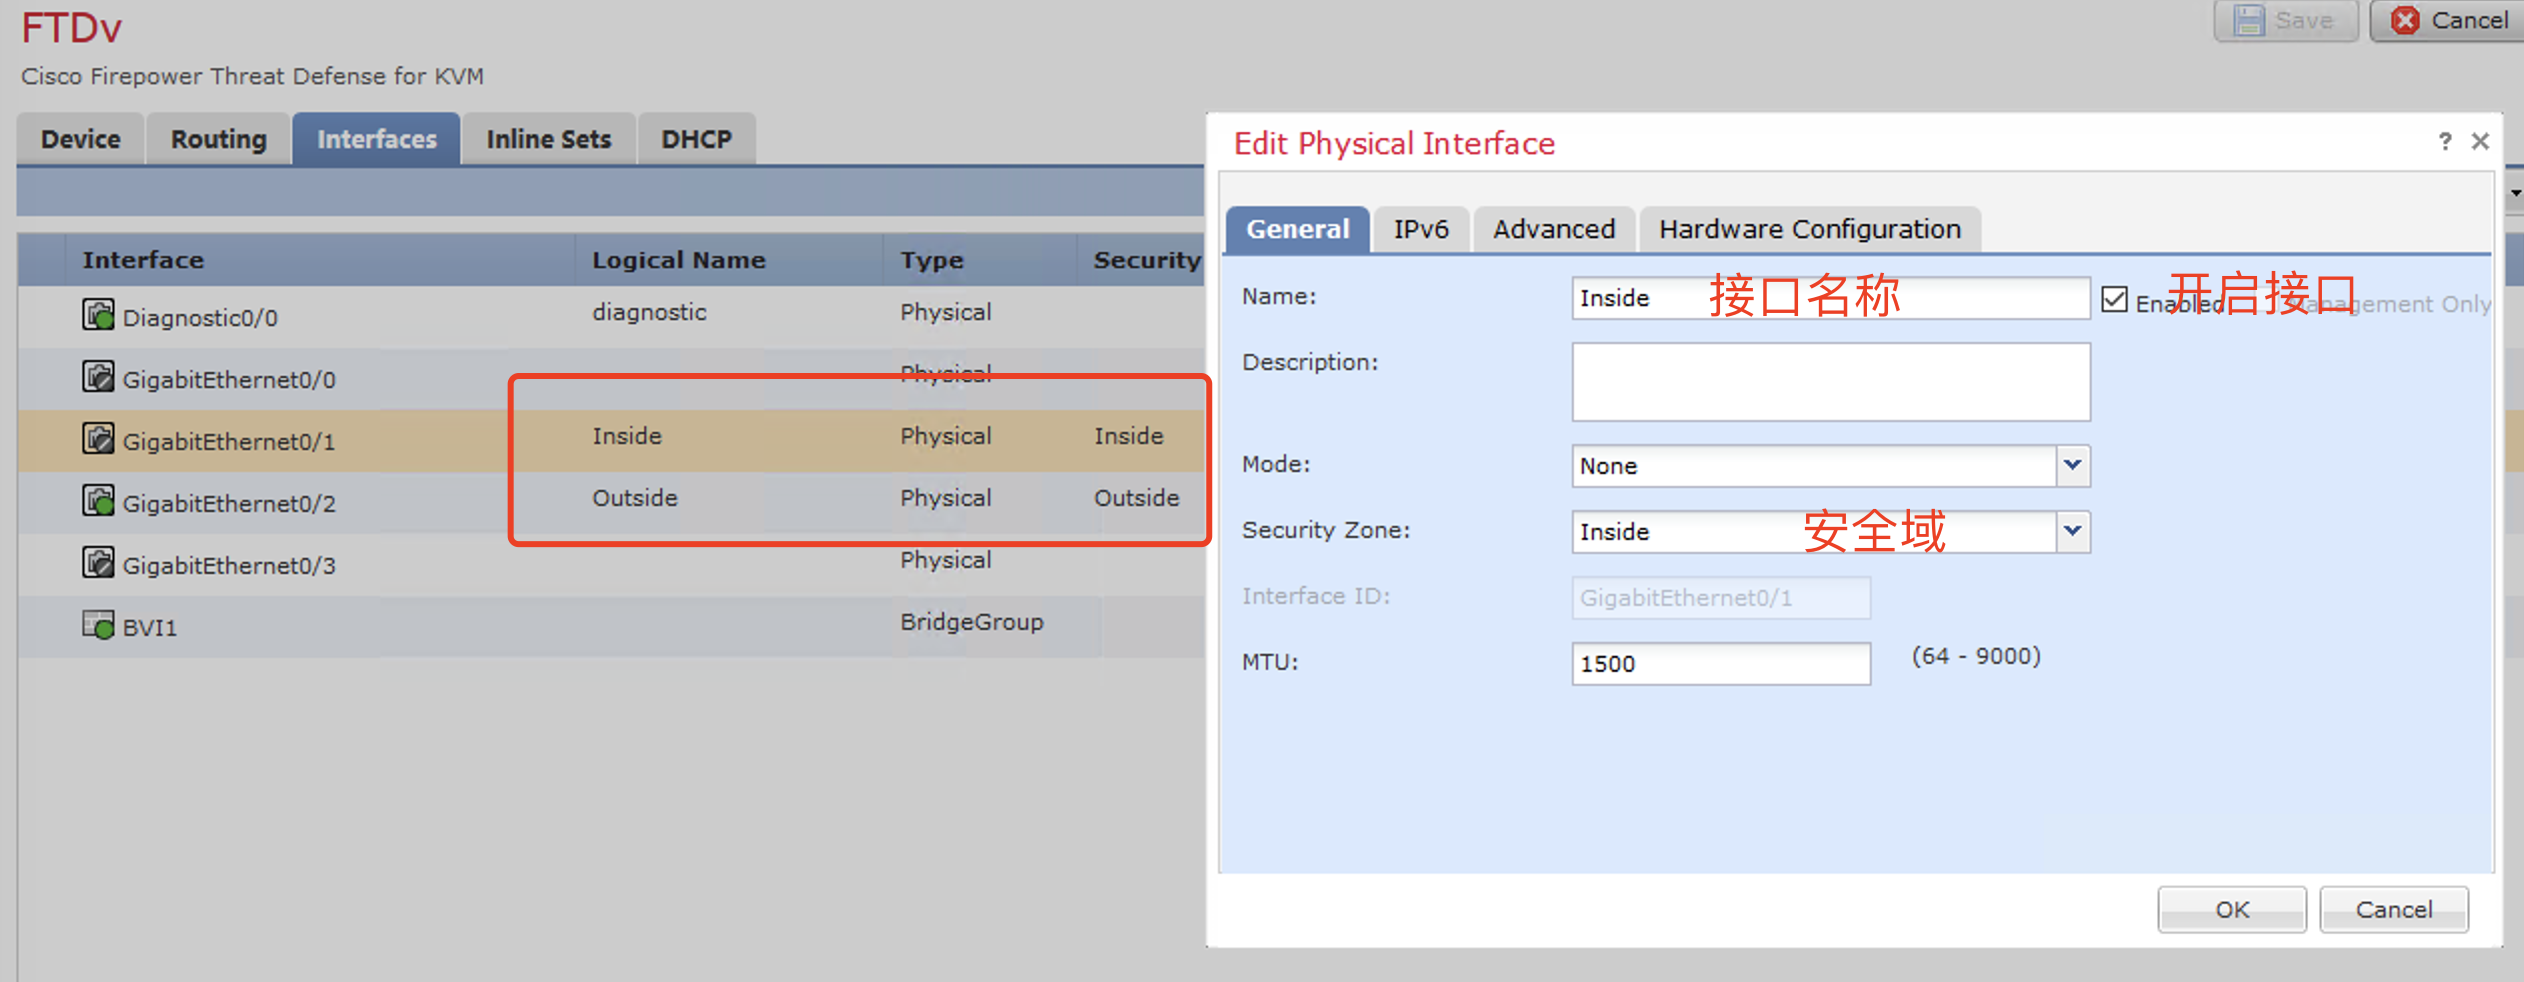 FTDv
Save
Cancel
Cisco Firepower Threat Defense for KVM
Device Routing Interfaces Inline Sets DHCP
Interface Logical Name Type Security
Diagnostic0/0 diagnostic Physical
GigabitEthernet0/0 Physical
GigabitEthernet0/1 Inside Physical Inside
GigabitEthernet0/2 Outside Physical Outside
GigabitEthernet0/3 Physical
BVI1 BridgeGroup
Edit Physical Interface ?
General IPv6 Advanced Hardware Configuration
Name: Inside 接口名称 Enabled 开启接口 Management Only
Description:
Mode: None
Security Zone: Inside 安全域
Interface ID: GigabitEthernet0/1
MTU: 1500 (64 - 9000)
OK Cancel